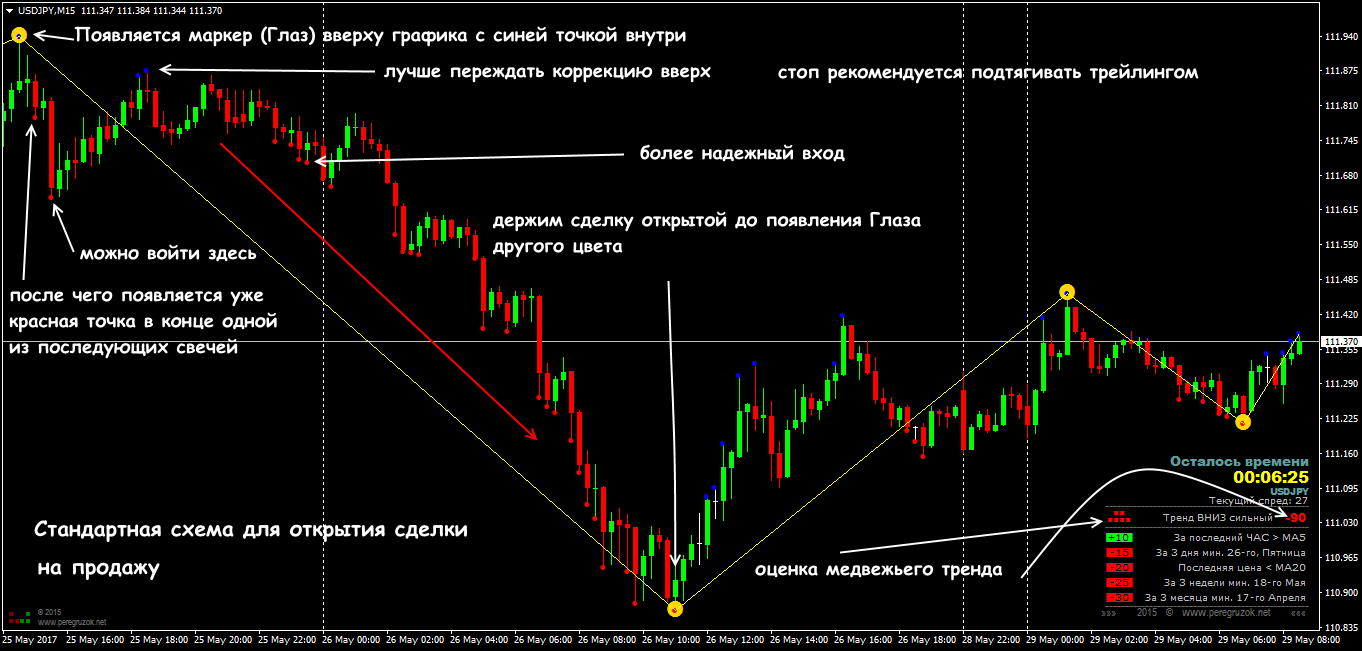 USDJPY,M15 111.347 111.384 111.344 111.370
Появляется маркер (Глаз) вверху графика с синей точкой внутри
лучше переждать коррекцию вверх
стоп рекомендуется подтягивать трейлингом
более надежный вход
держим сделку открытой до появления Глаза
другого цвета
можно войти здесь
после чего появляется уже
красная точка в конце одной
из последующих свечей
Стандартная схема для открытия сделки
на продажу
оценка медвежьего тренда
111.940
111.875
111.810
111.745
111.680
111.615
111.550
111.485
111.420
111.370
111.355
111.290
111.225
111.160
111.095
111.030
110.965
110.900
110.835
Осталось времени
00:06:25
USDJPY
Текущий спред: 27
Тренд ВНИЗ сильный -90
+10 За последний ЧАС > MA5
-15 За 3 дня мин. 26-го, Пятница
-20 Последняя цена < MA20
-25 За 3 недели мин. 18-го Мая
-30 За 3 месяца мин. 17-го Апреля
»»» 2015 © www.peregruzok.net «««
© 2015
www.peregruzok.net
25 May 2017 25 May 16:00 25 May 18:00 25 May 20:00 25 May 22:00 26 May 00:00 26 May 02:00 26 May 04:00 26 May 06:00 26 May 08:00 26 May 10:00 26 May 12:00 26 May 14:00 26 May 16:00 26 May 18:00 28 May 22:00 29 May 00:00 29 May 02:00 29 May 04:00 29 May 06:00 29 May 08:00